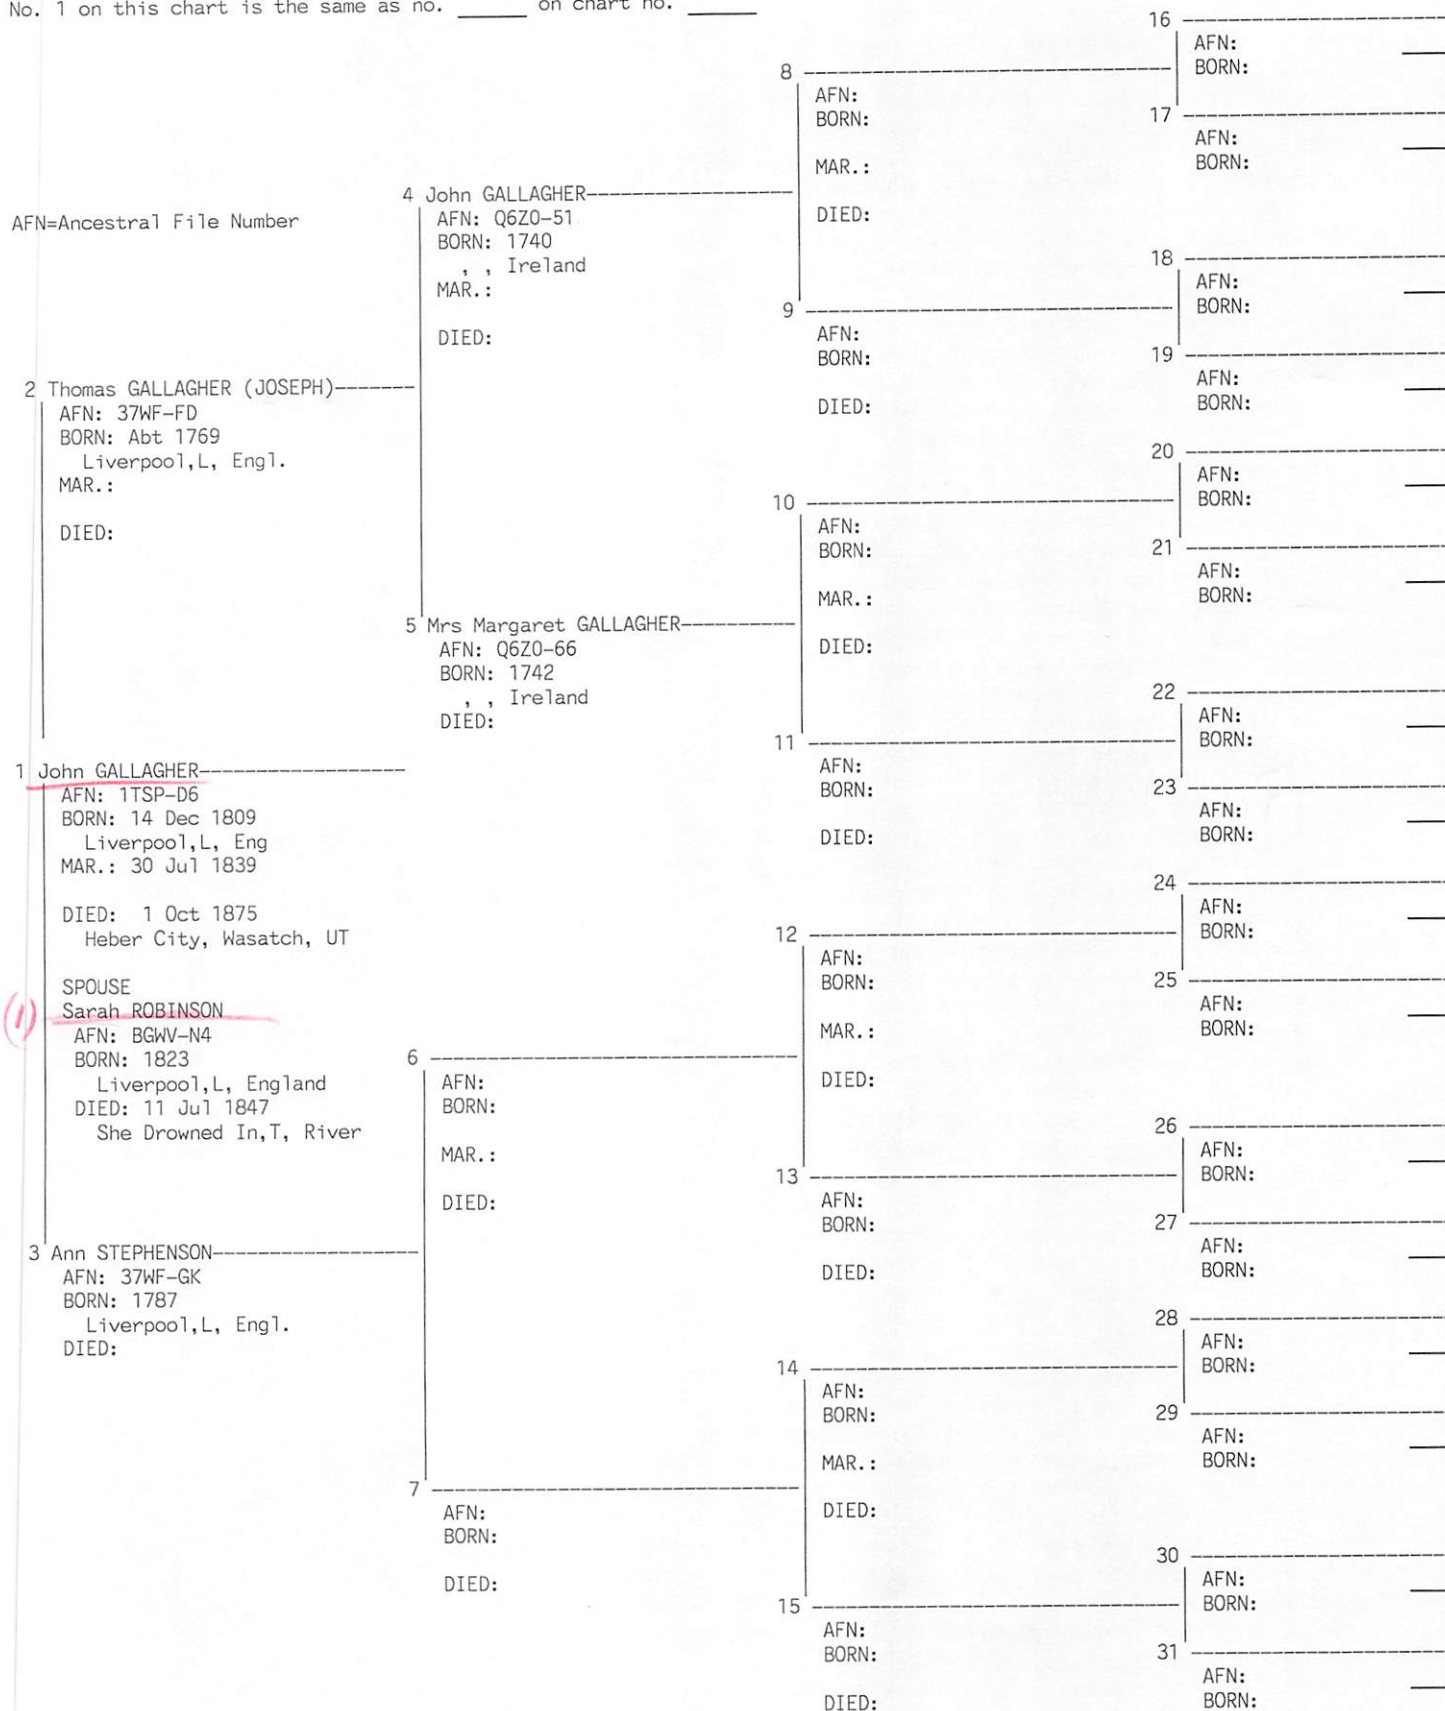 No. 1 on this chart is the same as no. ______ on chart no. ______
AFN=Ancestral File Number
2 Thomas GALLAGHER (JOSEPH)-------
AFN: 37WF-FD
BORN: Abt 1769
Liverpool,L, Engl.
MAR.:
DIED:
1 John GALLAGHER------------------
AFN: 1TSP-D6
BORN: 14 Dec 1809
Liverpool,L, Eng
MAR.: 30 Jul 1839
DIED: 1 Oct 1875
Heber City, Wasatch, UT
SPOUSE
(1) Sarah ROBINSON
AFN: BGWV-N4
BORN: 1823
Liverpool,L, England
DIED: 11 Jul 1847
She Drowned In,T, River
3 Ann STEPHENSON------------------
AFN: 37WF-GK
BORN: 1787
Liverpool,L, Engl.
DIED:
4 John GALLAGHER------------------
AFN: Q6Z0-51
BORN: 1740
, , Ireland
MAR.:
DIED:
5 Mrs Margaret GALLAGHER----------
AFN: Q6Z0-66
BORN: 1742
, , Ireland
DIED:
6
AFN:
BORN:
MAR.:
DIED:
7
AFN:
BORN:
DIED:
8
AFN:
BORN:
MAR.:
DIED:
9
AFN:
BORN:
DIED:
10
AFN:
BORN:
MAR.:
DIED:
11
AFN:
BORN:
DIED:
12
AFN:
BORN:
MAR.:
DIED:
13
AFN:
BORN:
DIED:
14
AFN:
BORN:
MAR.:
DIED:
15
AFN:
BORN:
DIED:
16
AFN:
BORN:
17
AFN:
BORN:
18
AFN:
BORN:
19
AFN:
BORN:
20
AFN:
BORN:
21
AFN:
BORN:
22
AFN:
BORN:
23
AFN:
BORN:
24
AFN:
BORN:
25
AFN:
BORN:
26
AFN:
BORN:
27
AFN:
BORN:
28
AFN:
BORN:
29
AFN:
BORN:
30
AFN:
BORN:
31
AFN:
BORN: